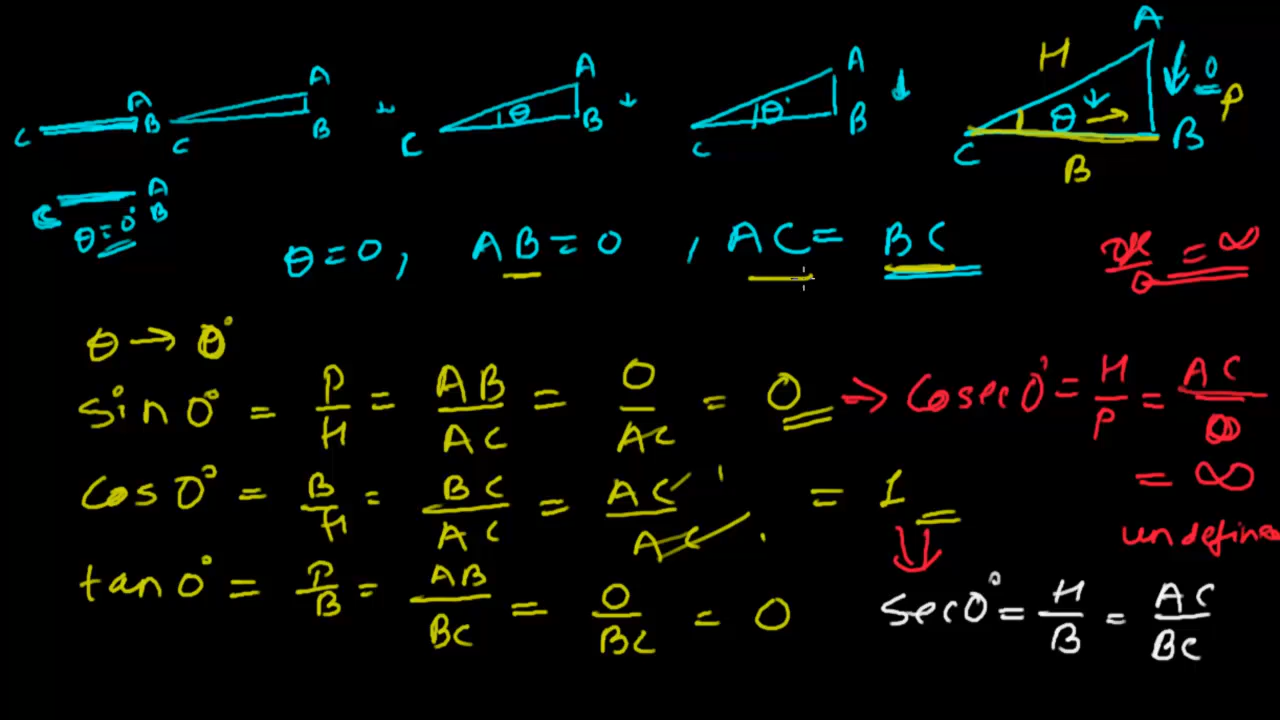 A
H
A
A
A
A
θ
θ'
θ
0
P
C
B
C
B
C
B
C
B
C
B
B
C A
B
θ = 0°
θ = 0, AB = 0, AC = BC
= ∞
θ → 0°
sin 0° = P/H = AB/AC = 0/AC = 0 → Cosec 0° = H/P = AC/0
= ∞
undefine
Cos 0° = B/H = BC/AC = AC/AC = 1
tan 0° = P/B = AB/BC = 0/BC = 0
sec 0° = H/B = AC/BC